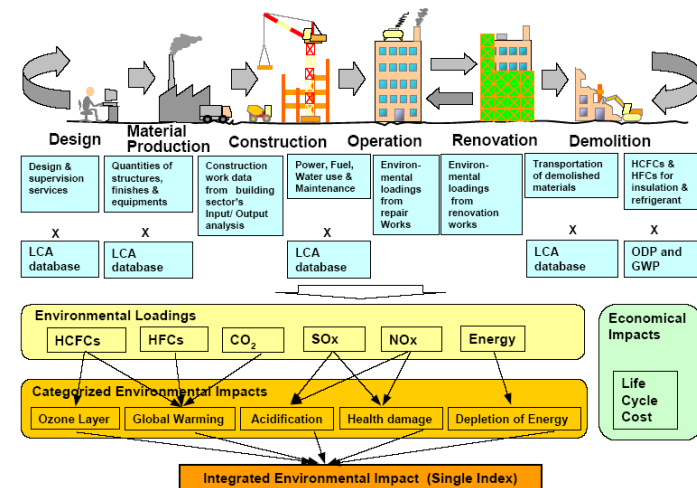 Design
Material
Production
Construction
Operation
Renovation
Demolition
Design &
supervision
services
Quantities of
structures,
finishes &
equipments
Construction
work data
from building
sector's
Input/ Output
analysis
Power, Fuel,
Water use &
Maintenance
Environ-
mental
loadings
from
repair
Works
Environ-
mental
loadings
from
renovation
works
Transportation
of demolished
materials
HCFCs &
HFCs for
insulation &
refrigerant
X
X
X
X
X
LCA
database
LCA
database
LCA
database
LCA
database
ODP and
GWP
Environmental Loadings
HCFCs
HFCs
CO2
SOx
NOx
Energy
Categorized Environmental Impacts
Ozone Layer
Global Warming
Acidification
Health damage
Depletion of Energy
Economical
Impacts
Life
Cycle
Cost
Integrated Environmental Impact (Single Index)